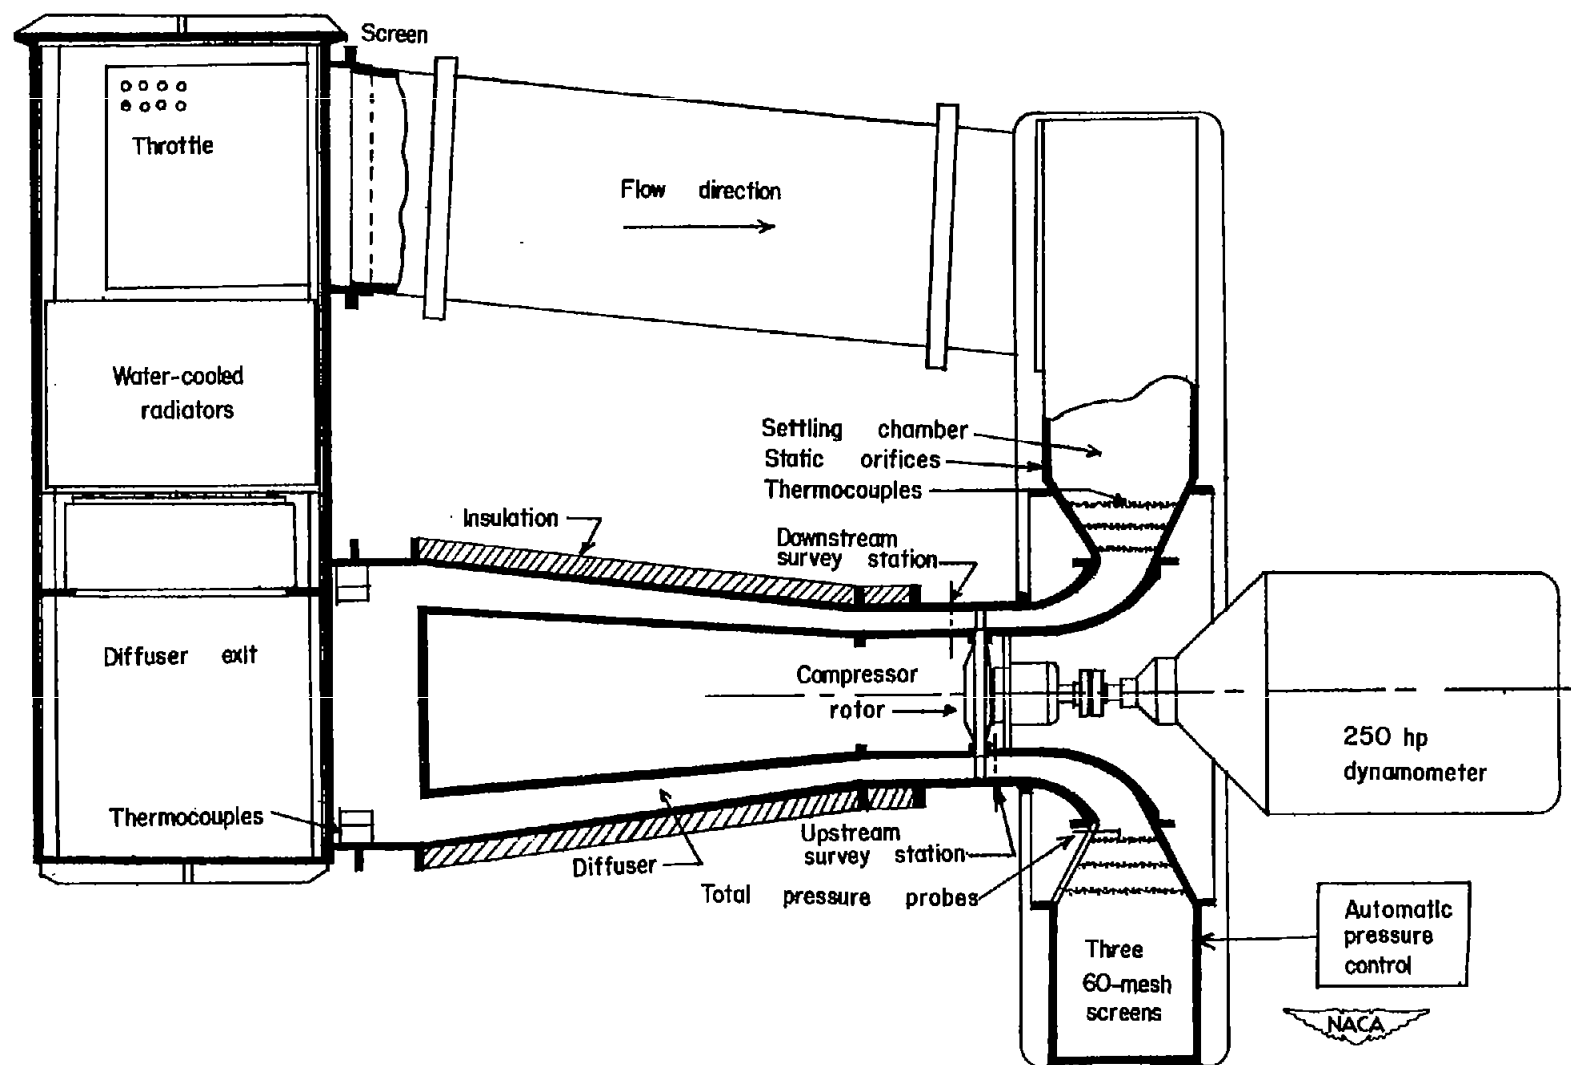 Screen
Throttle
Flow direction
Water-cooled
radiators
Settling chamber
Static orifices
Thermocouples
Insulation
Downstream
survey station
Diffuser exit
Compressor
rotor
250 hp
dynamometer
Thermocouples
Upstream
survey station
Diffuser
Total pressure probes
Automatic
pressure
control
Three
60-mesh
screens
NACA